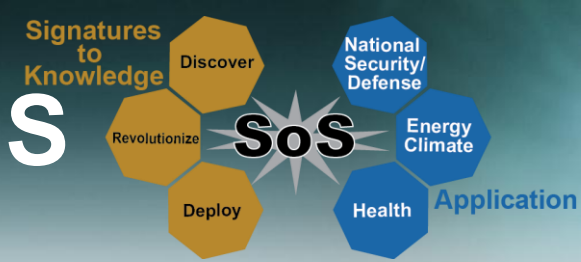 Signatures
to
Knowledge
Discover
Revolutionize
Deploy
S
SoS
National
Security/
Defense
Energy
Climate
Health
Application